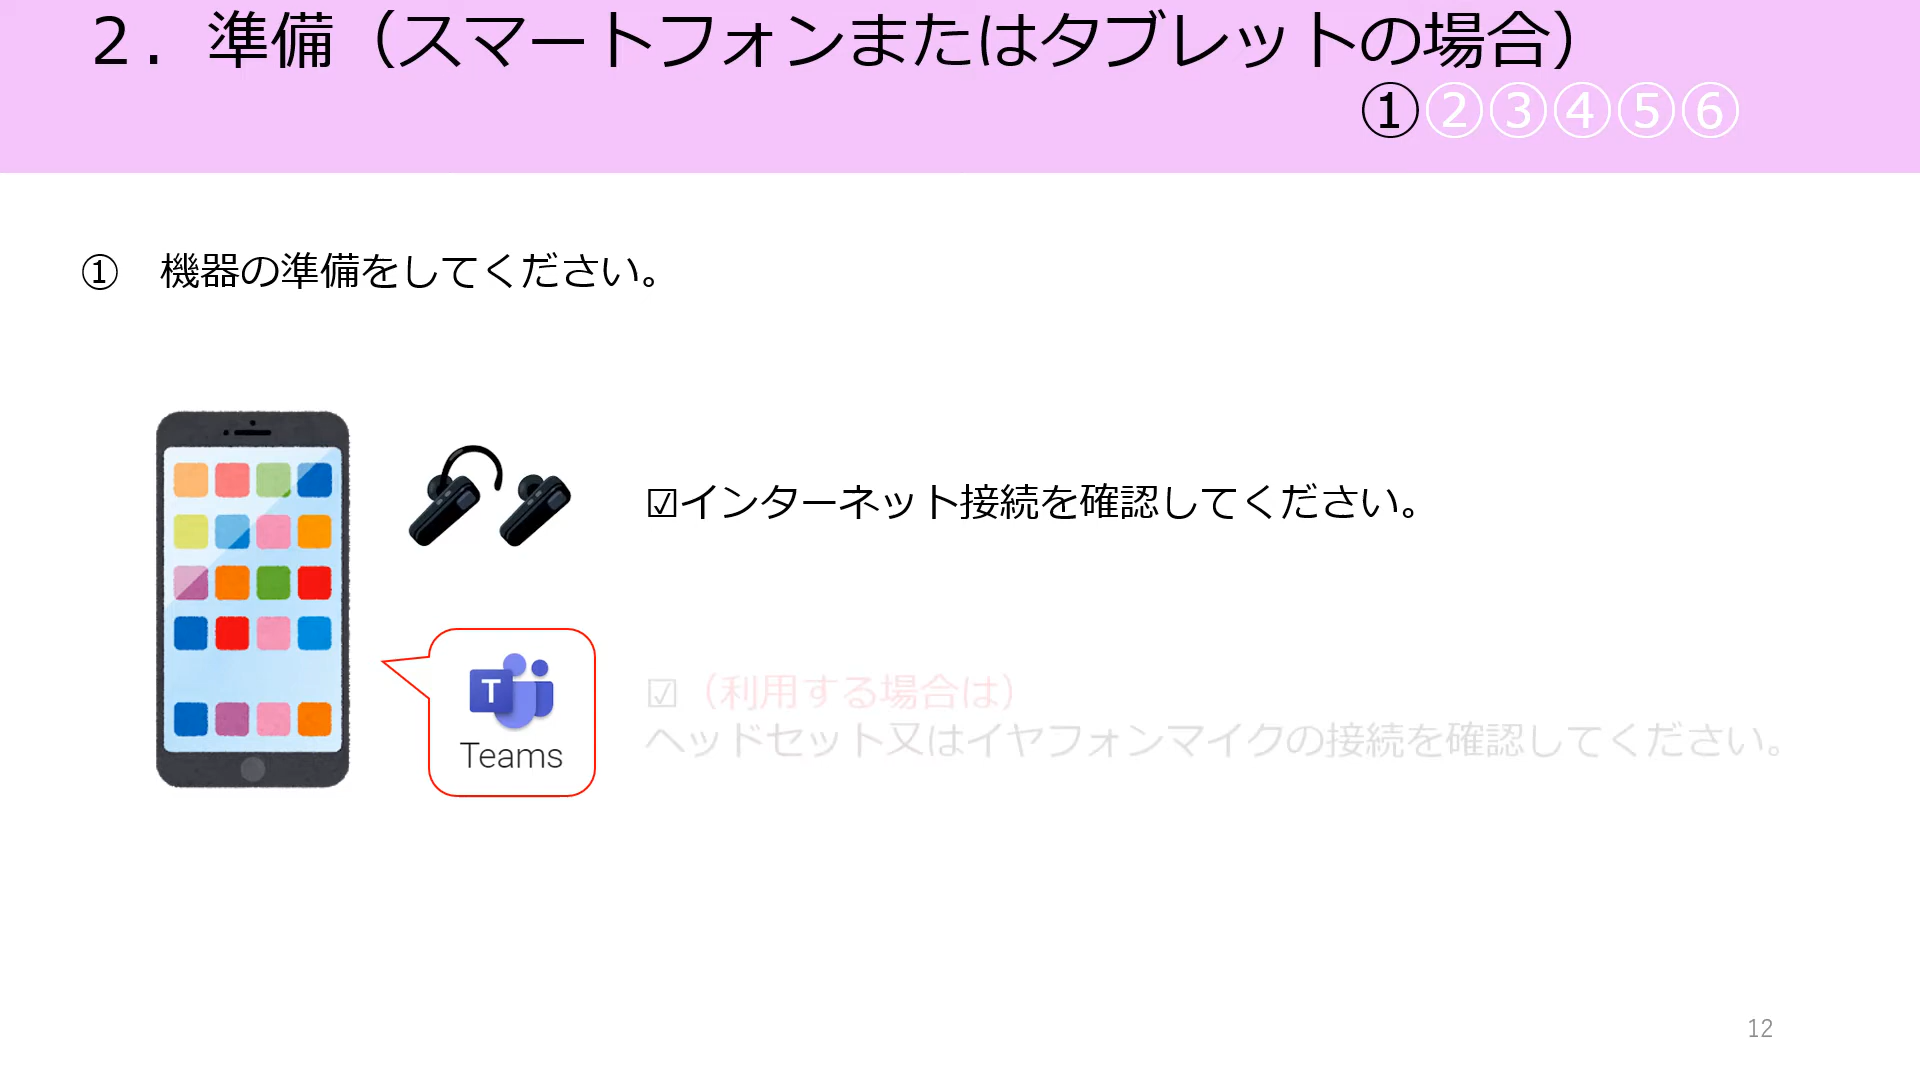 ２．準備（スマートフォンまたはタブレットの場合）
①②③④⑤⑥
①　機器の準備をしてください。
☑インターネット接続を確認してください。
T
Teams
☑（利用する場合は）
ヘッドセット又はイヤフォンマイクの接続を確認してください。
12